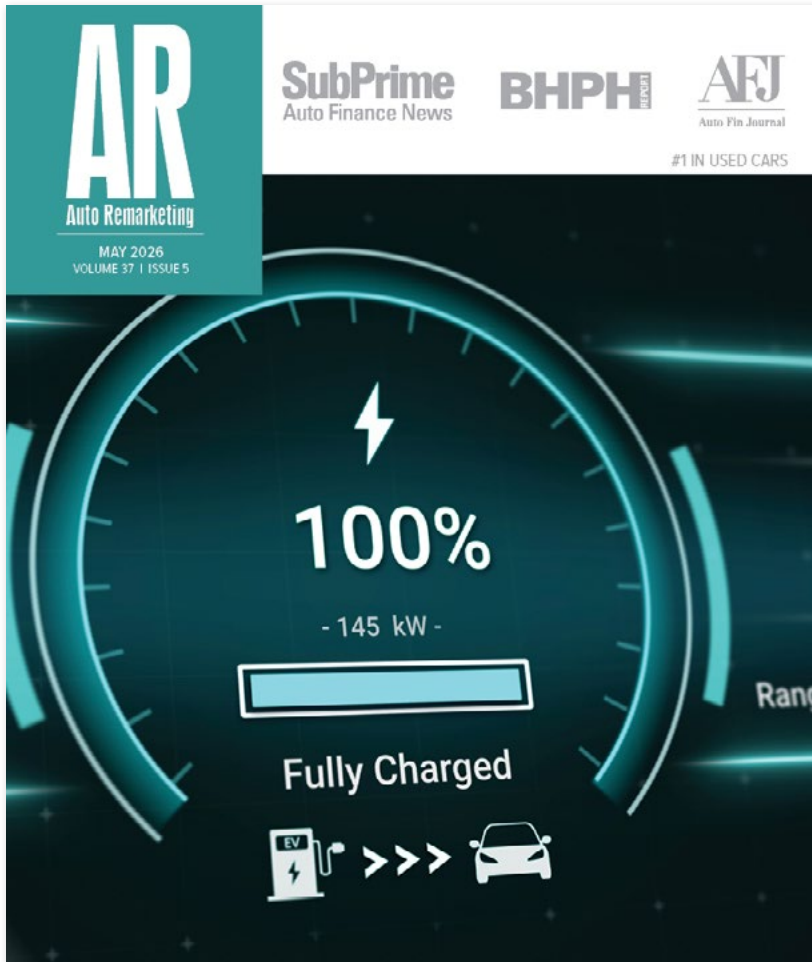 AR
Auto Remarketing
MAY 2026
VOLUME 37 | ISSUE 5
SubPrime
Auto Finance News
BHPH REPORT
AFJ
Auto Fin Journal
#1 IN USED CARS
100%
- 145 kW -
Rang
Fully Charged
EV